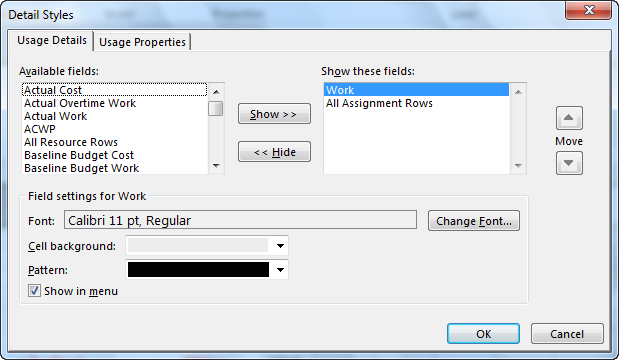 Detail Styles
Usage Details
Usage Properties
Available fields:
Show these fields:
Actual Cost
Actual Overtime Work
Actual Work
ACWP
All Resource Rows
Baseline Budget Cost
Baseline Budget Work
Show >>
<< Hide
Work
All Assignment Rows
Move
Field settings for Work
Font:
Calibri 11 pt, Regular
Change Font...
Cell background:
Pattern:
Show in menu
OK
Cancel